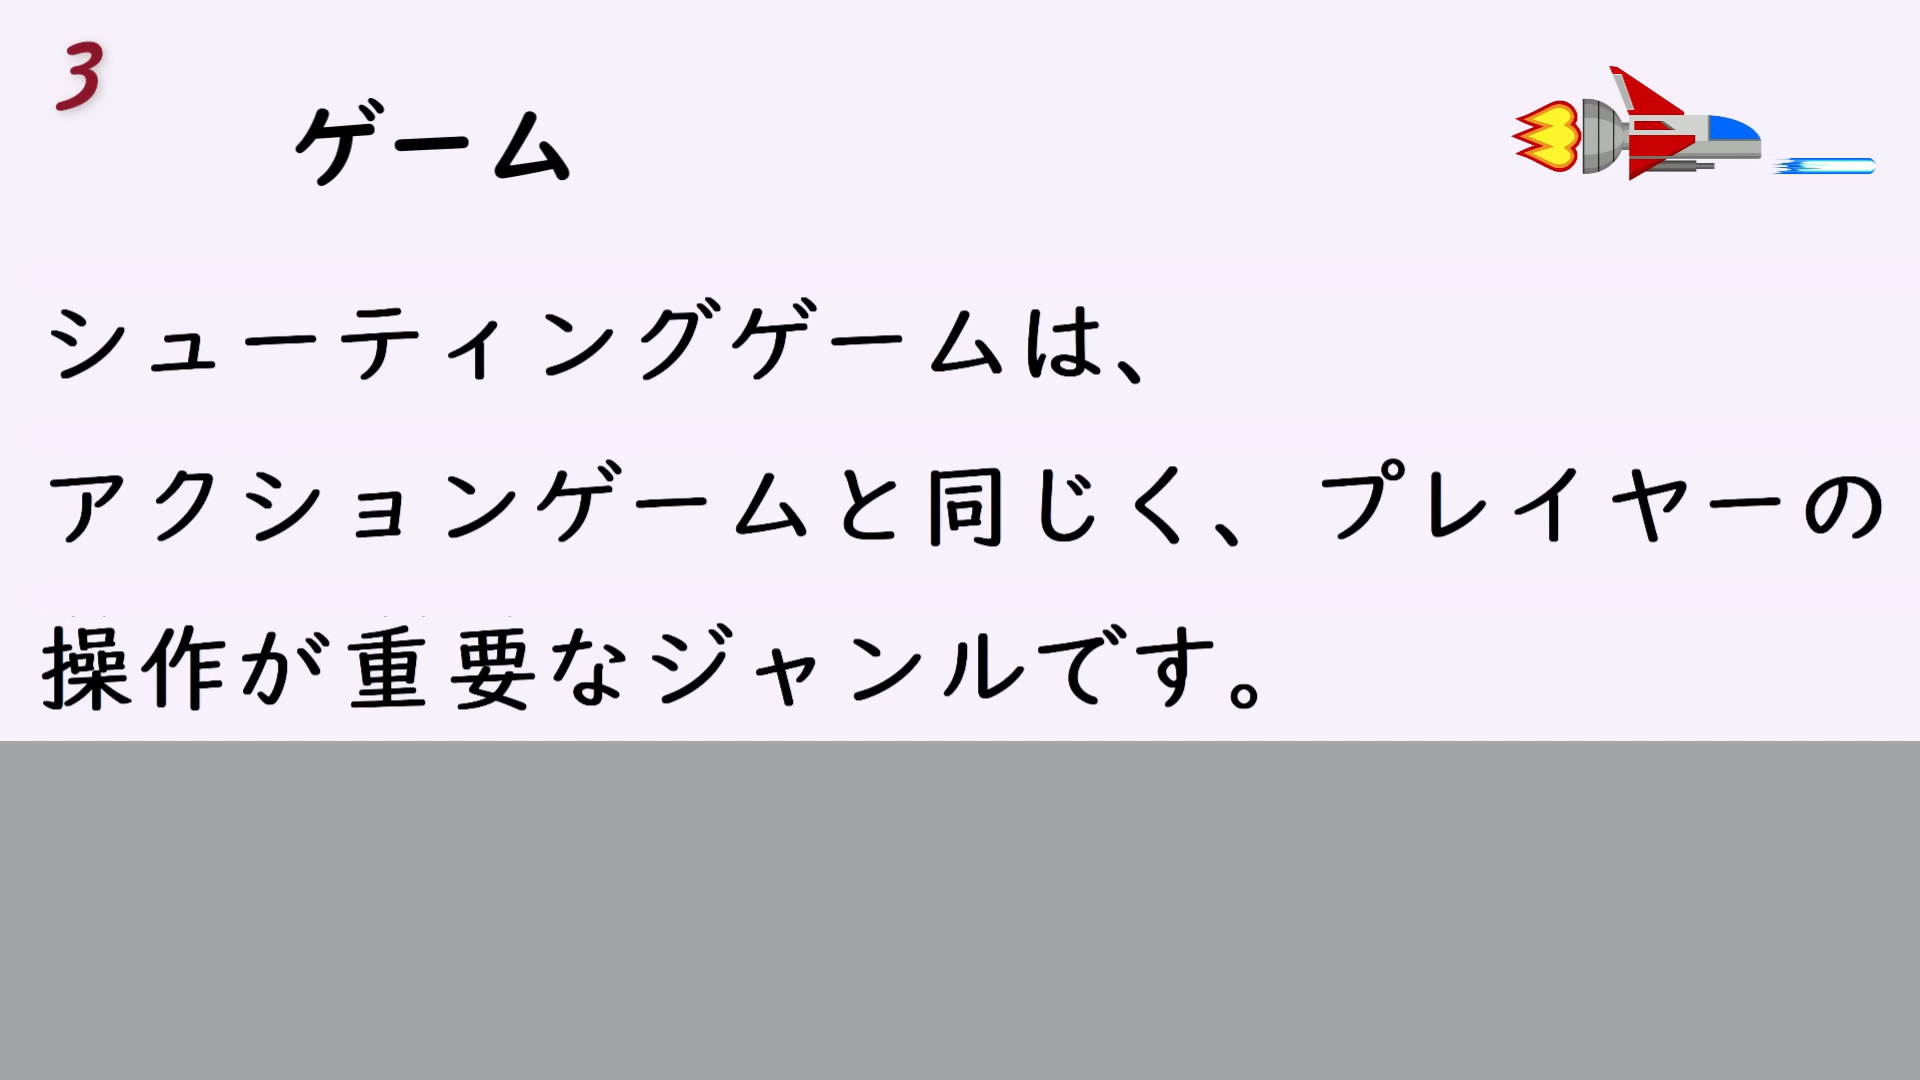 3
ゲーム
シューティングゲームは、
アクションゲームと同じく、プレイヤーの
操作が重要なジャンルです。